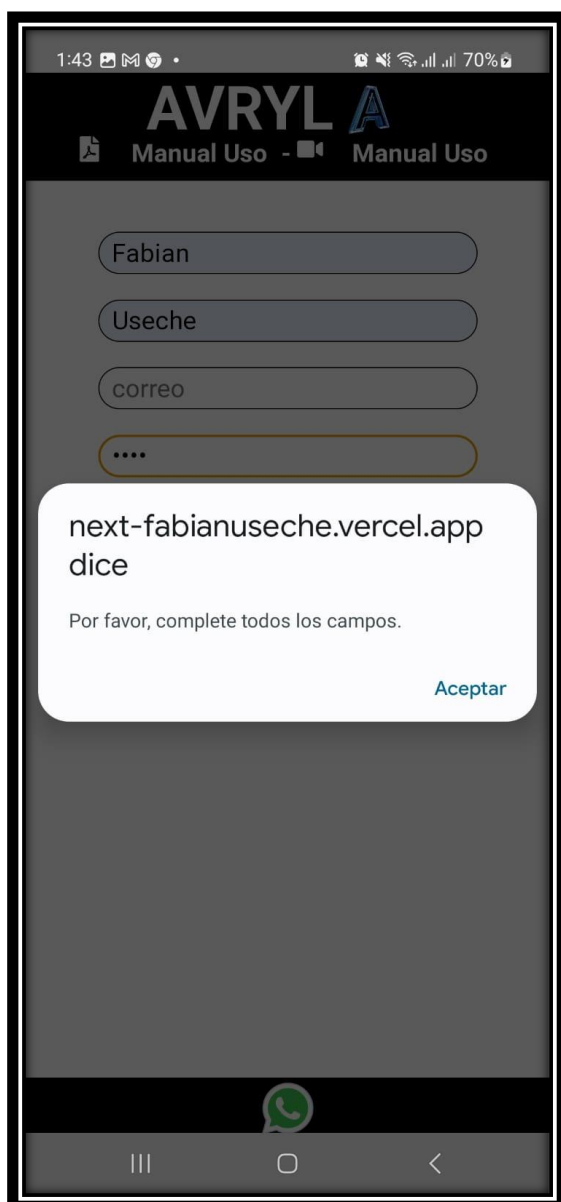 1:43 70%
AVRYL A
Manual Uso - Manual Uso
Fabian
Useche
correo
••••
next-fabianuseche.vercel.app
dice
Por favor, complete todos los campos.
Aceptar